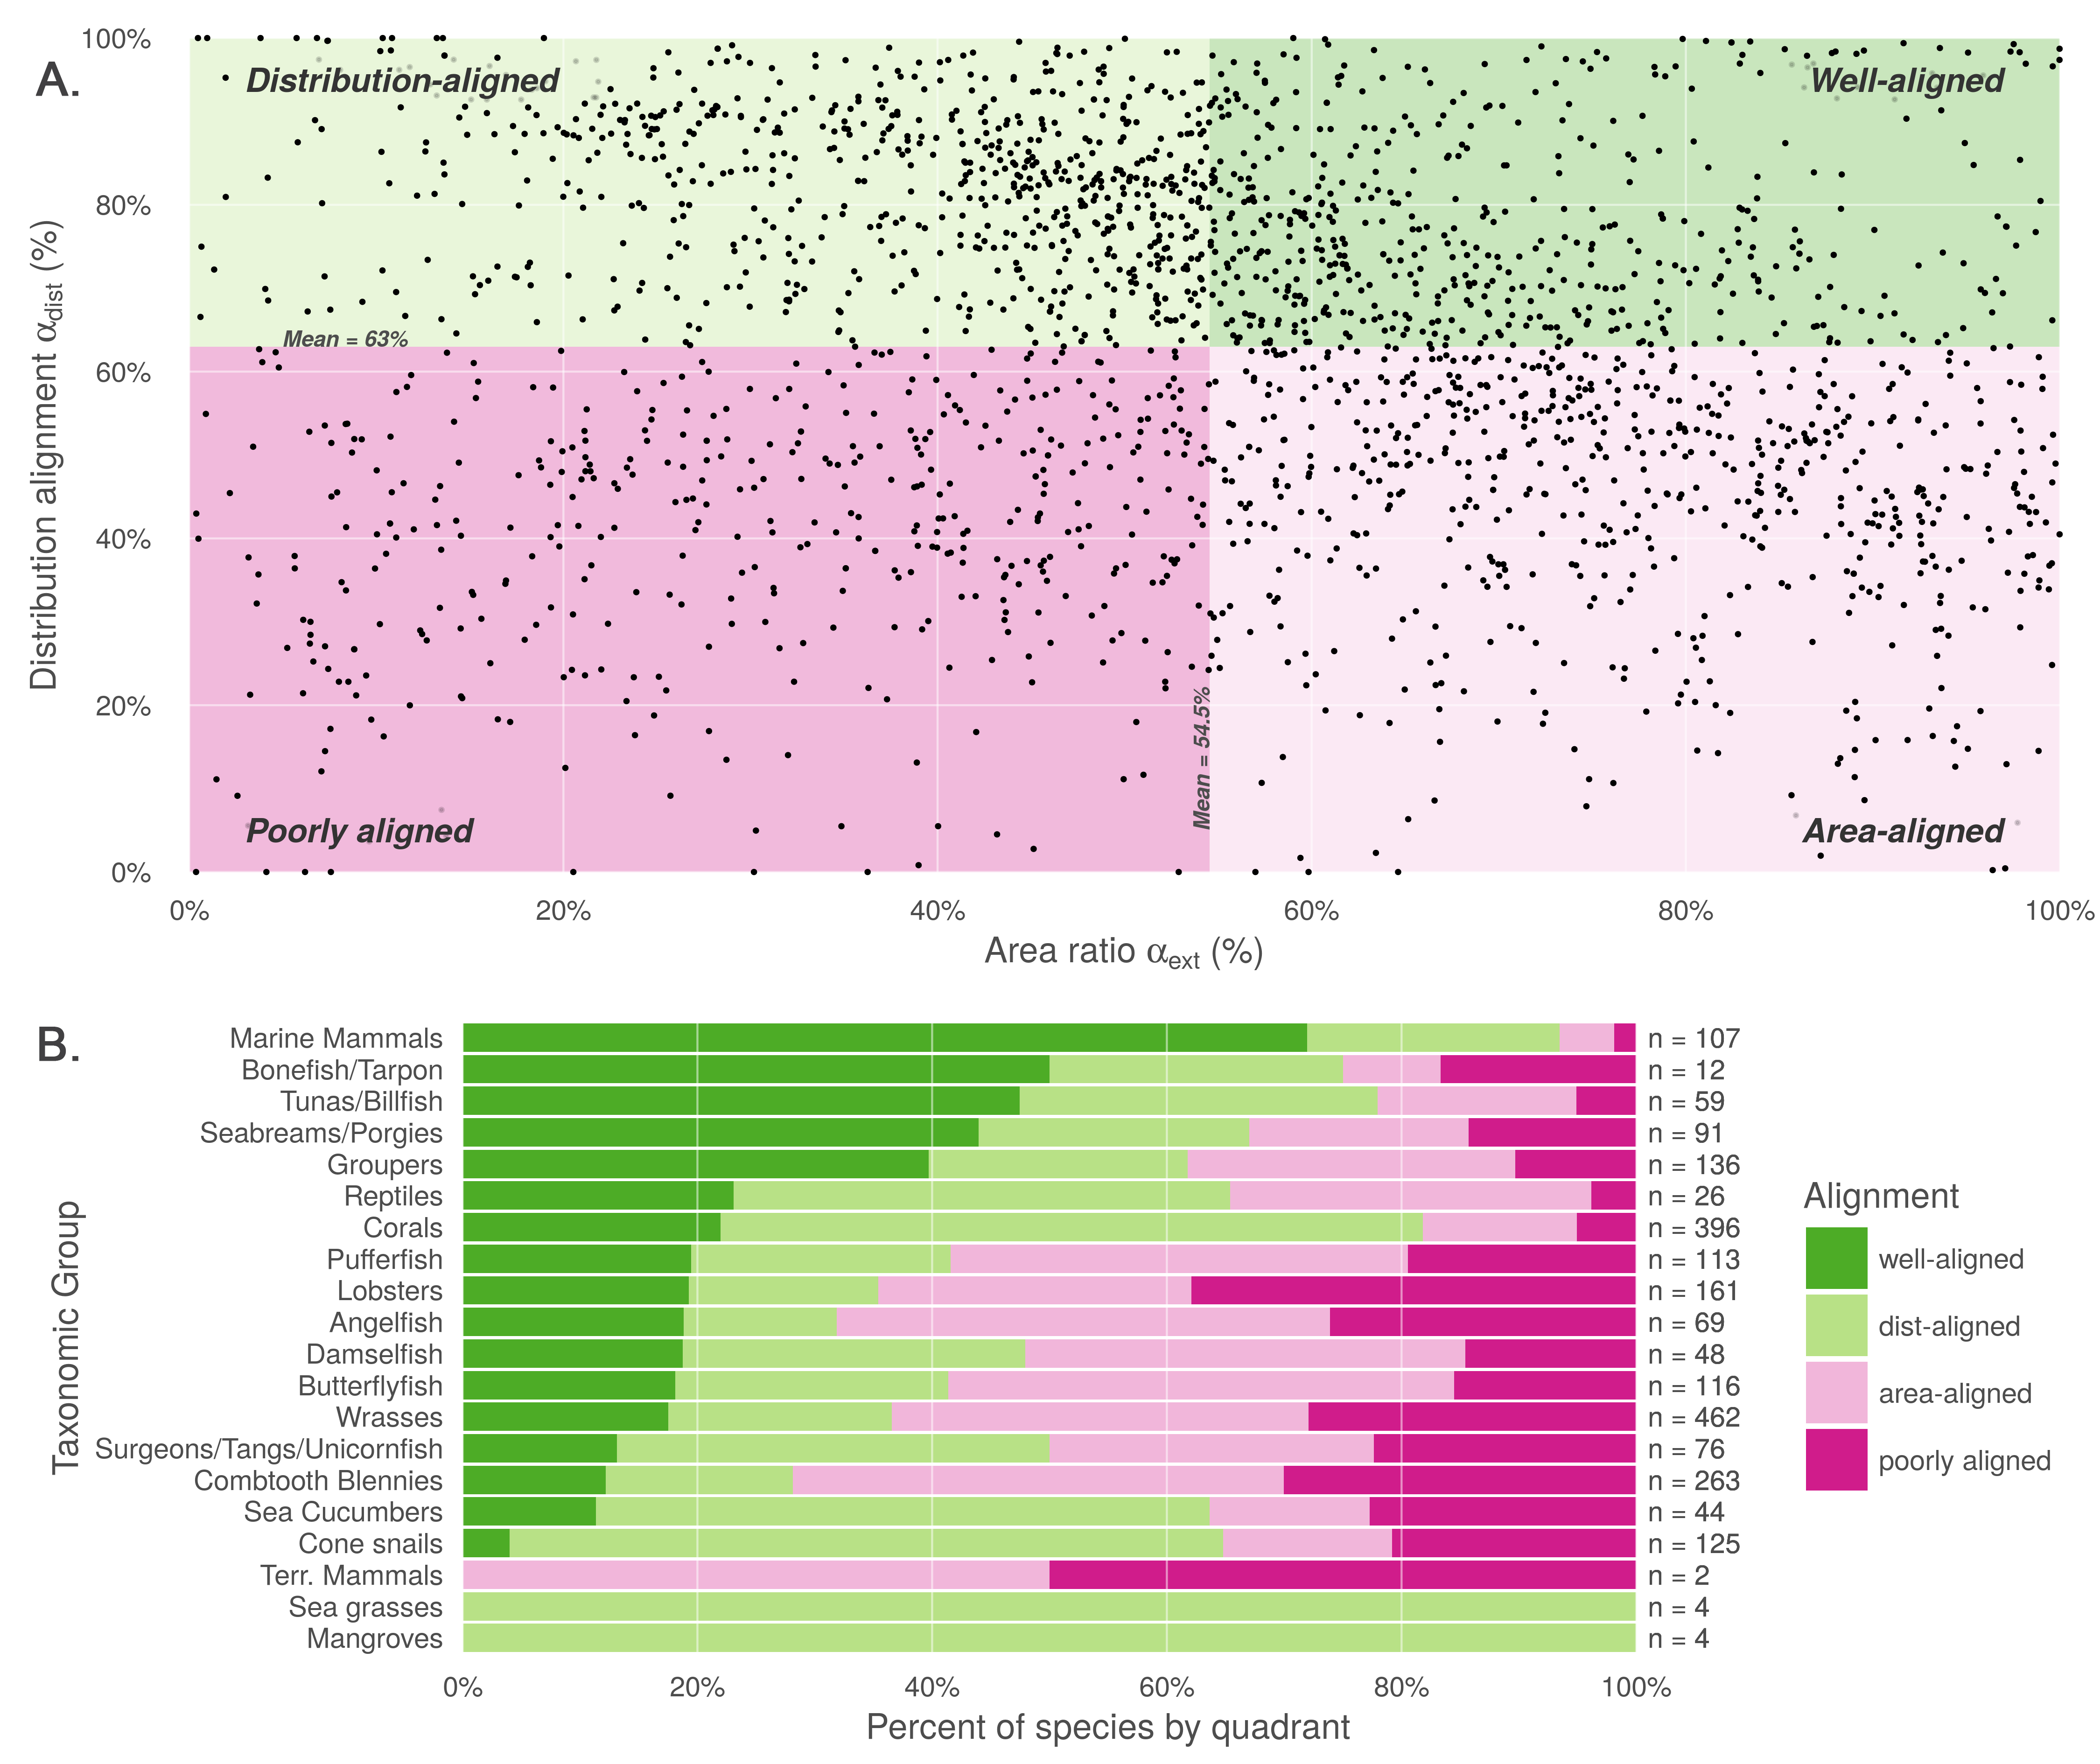 A.
100%
80%
60%
40%
20%
0%
Distribution alignment αdist (%)
Distribution-aligned
Well-aligned
Mean = 63%
Mean = 54.5%
Poorly aligned
Area-aligned
0%
20%
40%
60%
80%
100%
Area ratio αext (%)
B.
Taxonomic Group
Marine Mammals n = 107
Bonefish/Tarpon n = 12
Tunas/Billfish n = 59
Seabreams/Porgies n = 91
Groupers n = 136
Reptiles n = 26
Corals n = 396
Pufferfish n = 113
Lobsters n = 161
Angelfish n = 69
Damselfish n = 48
Butterflyfish n = 116
Wrasses n = 462
Surgeons/Tangs/Unicornfish n = 76
Combtooth Blennies n = 263
Sea Cucumbers n = 44
Cone snails n = 125
Terr. Mammals n = 2
Sea grasses n = 4
Mangroves n = 4
0%
20%
40%
60%
80%
100%
Percent of species by quadrant
Alignment
well-aligned
dist-aligned
area-aligned
poorly aligned